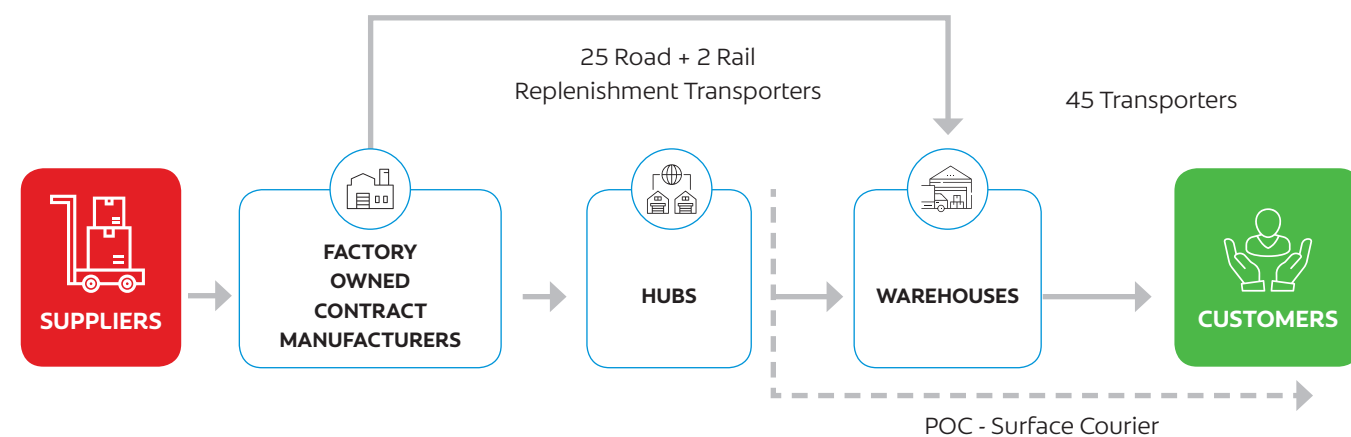 25 Road + 2 Rail
Replenishment Transporters
45 Transporters
SUPPLIERS
FACTORY
OWNED
CONTRACT
MANUFACTURERS
HUBS
WAREHOUSES
CUSTOMERS
POC - Surface Courier